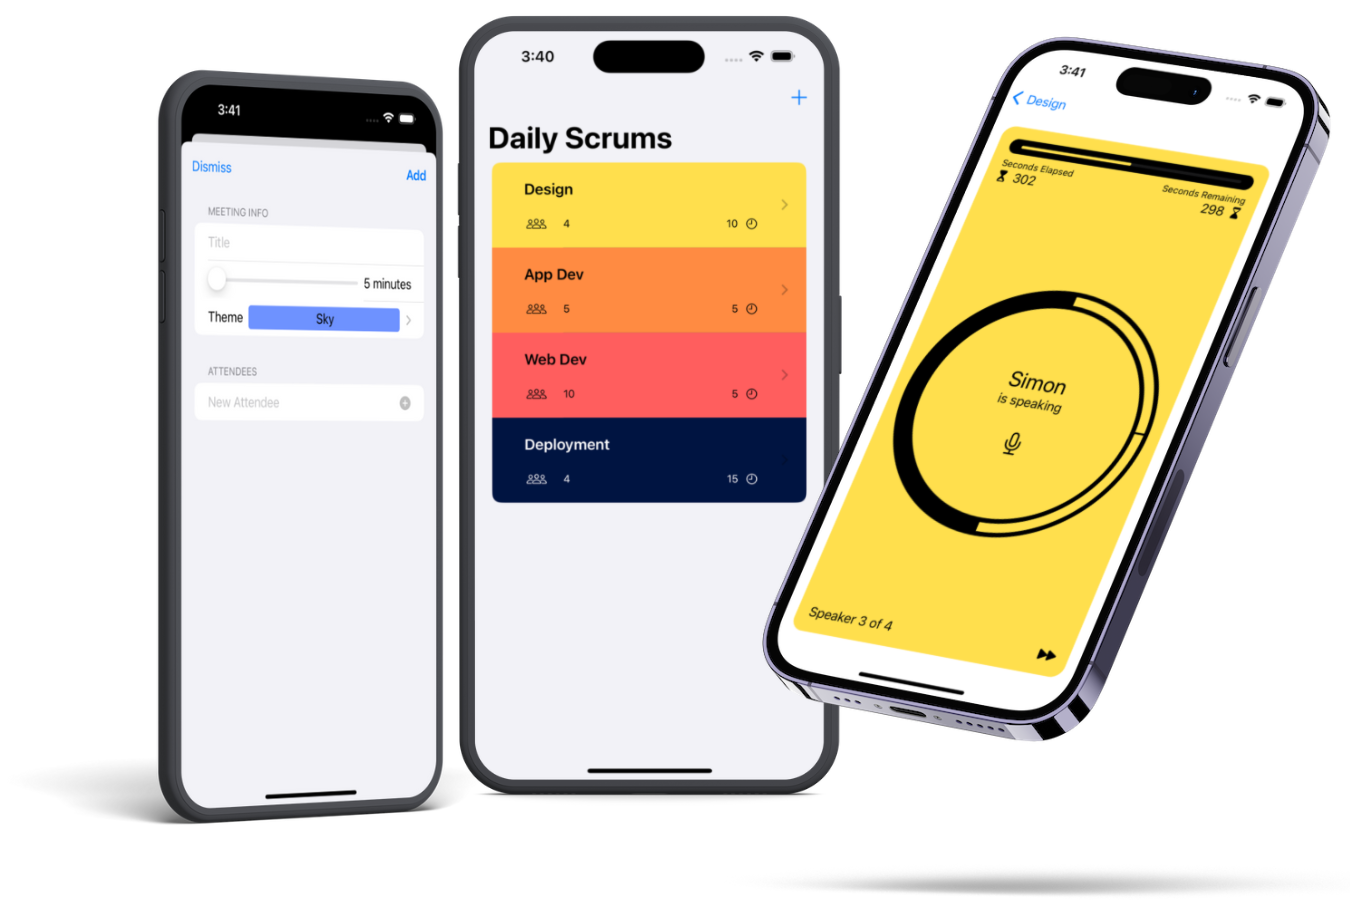 3:41
Dismiss
Add
MEETING INFO
Title
5 minutes
Theme
Sky
ATTENDEES
New Attendee
3:40
Daily Scrums
Design
4
10
App Dev
5
5
Web Dev
10
5
Deployment
4
15
3:41
Design
Seconds Elapsed
302
Seconds Remaining
298
Simon
is speaking
Speaker 3 of 4